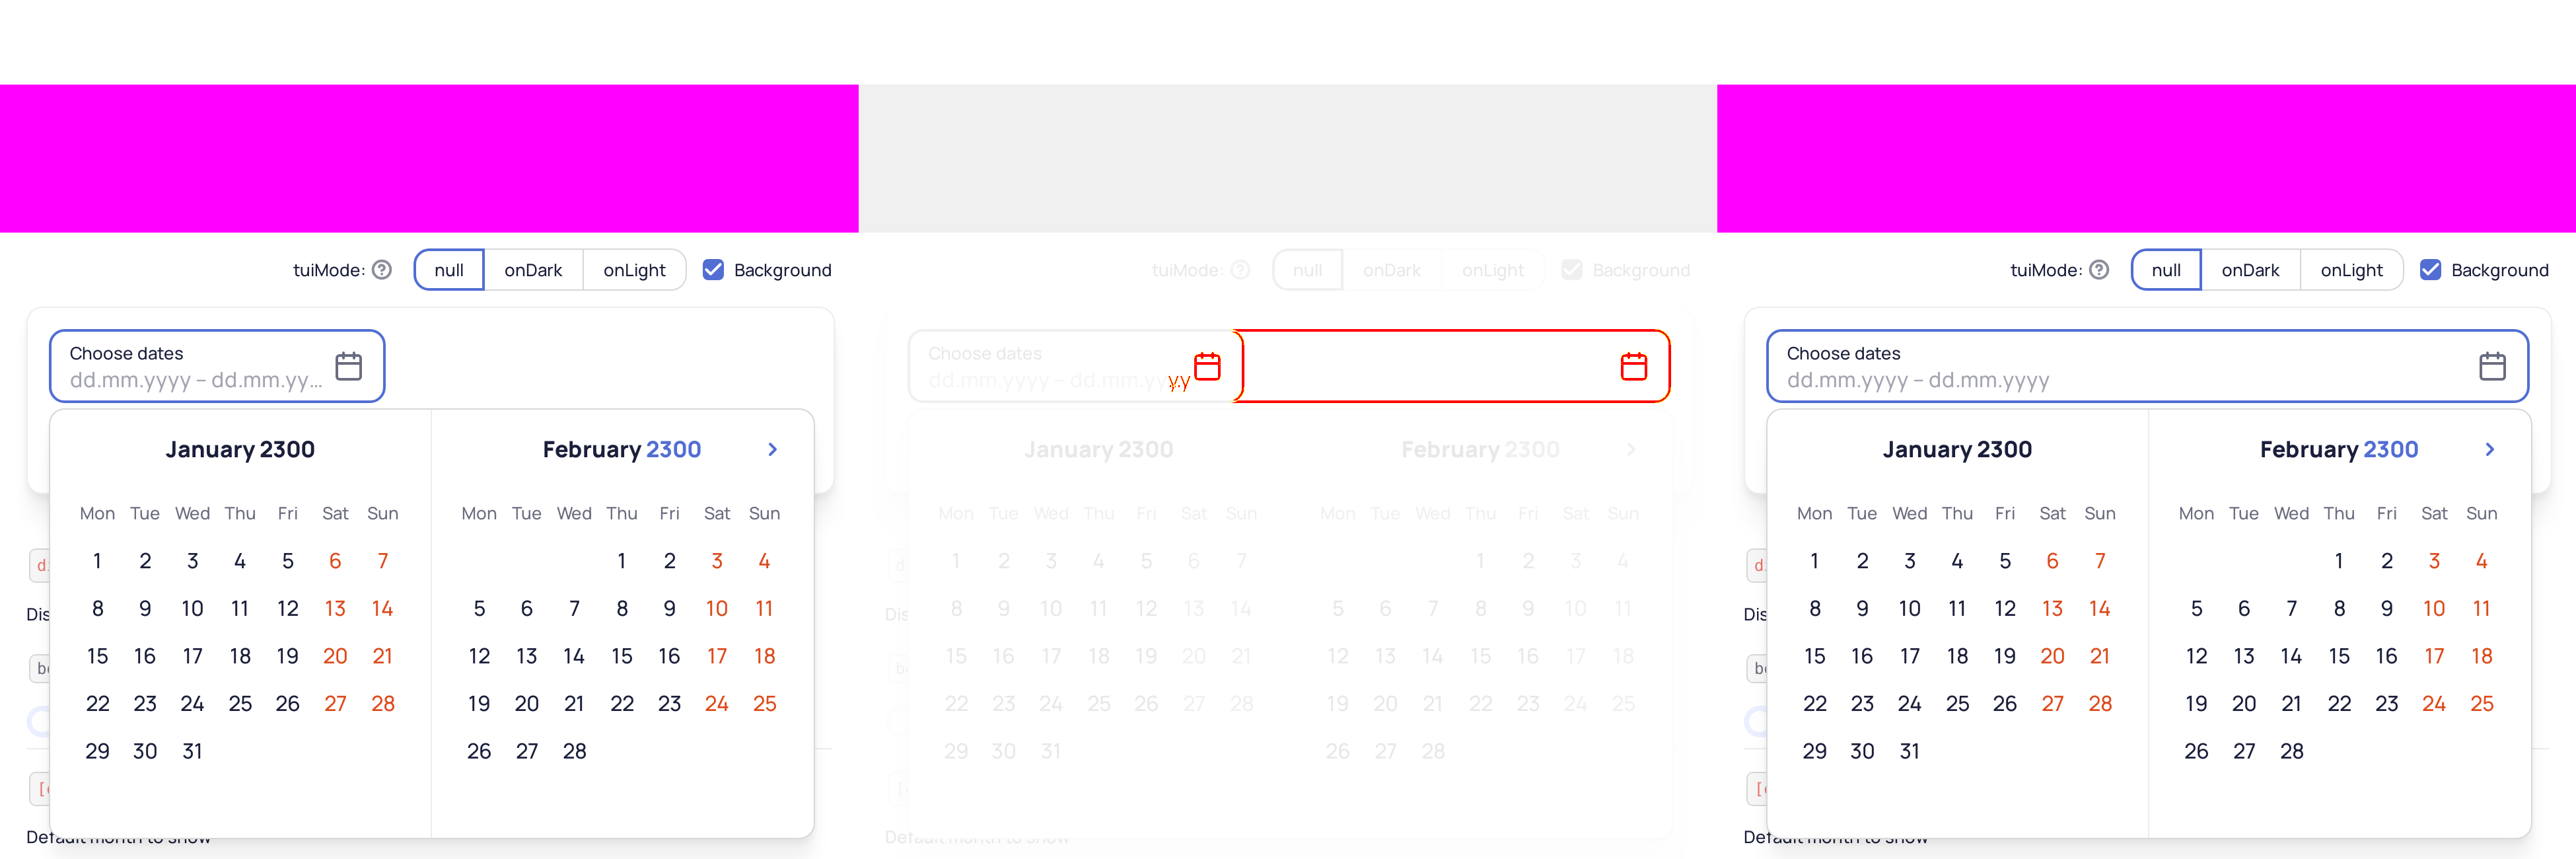 tuiMode: null onDark onLight Background
Choose dates
dd.mm.yyyy – dd.mm.yy...
January 2300 February 2300
Mon Tue Wed Thu Fri Sat Sun Mon Tue Wed Thu Fri Sat Sun
1 2 3 4 5 6 7 1 2 3 4
8 9 10 11 12 13 14 5 6 7 8 9 10 11
Dis
15 16 17 18 19 20 21 12 13 14 15 16 17 18
22 23 24 25 26 27 28 19 20 21 22 23 24 25
29 30 31 26 27 28
Default month to show
tuiMode: null onDark onLight Background
Choose dates
dd.mm.yyyy – dd.mm.yy
January 2300 February 2300
Mon Tue Wed Thu Fri Sat Sun Mon Tue Wed Thu Fri Sat Sun
1 2 3 4 5 6 7 1 2 3 4
8 9 10 11 12 13 14 5 6 7 8 9 10 11
Dis
15 16 17 18 19 20 21 12 13 14 15 16 17 18
22 23 24 25 26 27 28 19 20 21 22 23 24 25
29 30 31 26 27 28
Default month to show
tuiMode: null onDark onLight Background
Choose dates
dd.mm.yyyy – dd.mm.yyyy
January 2300 February 2300
Mon Tue Wed Thu Fri Sat Sun Mon Tue Wed Thu Fri Sat Sun
1 2 3 4 5 6 7 1 2 3 4
8 9 10 11 12 13 14 5 6 7 8 9 10 11
Dis
15 16 17 18 19 20 21 12 13 14 15 16 17 18
22 23 24 25 26 27 28 19 20 21 22 23 24 25
29 30 31 26 27 28
Default month to show